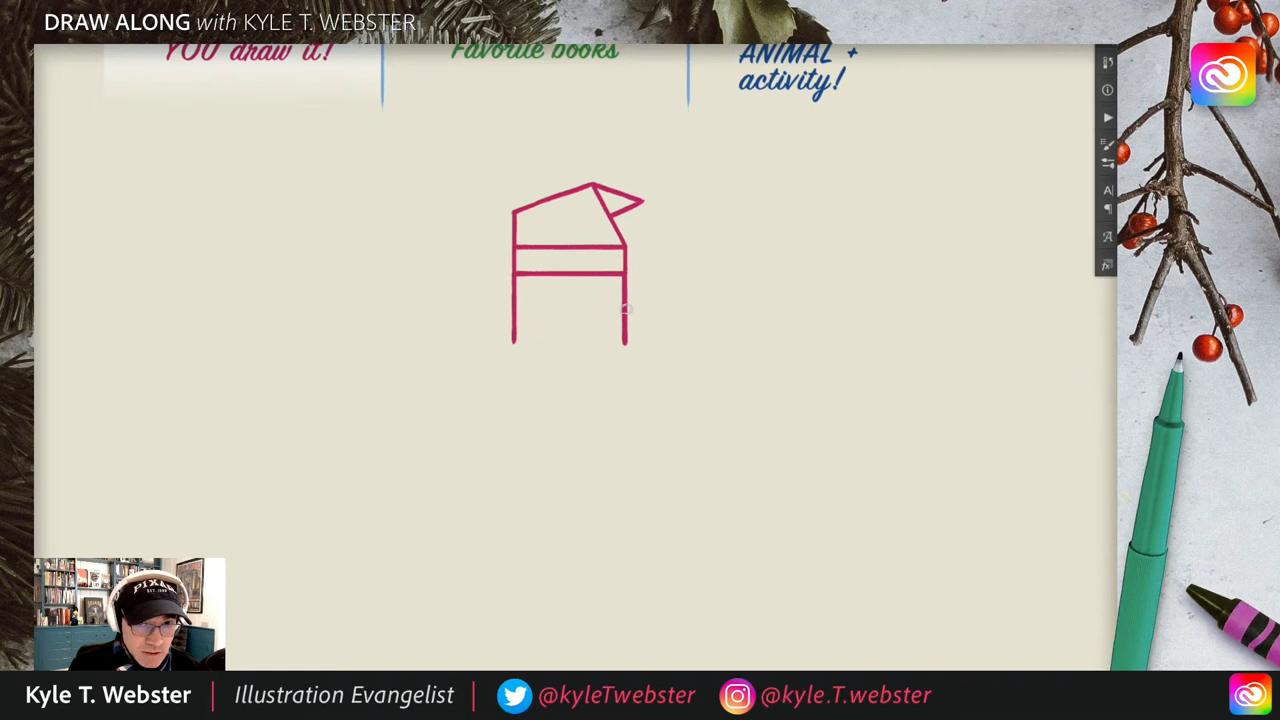 DRAW ALONG with KYLE T. WEBSTER
YOU draw it!
Favorite books
ANIMAL +
activity!
PIXAR
Kyle T. Webster | Illustration Evangelist | @kyleTwebster @kyle.T.webster